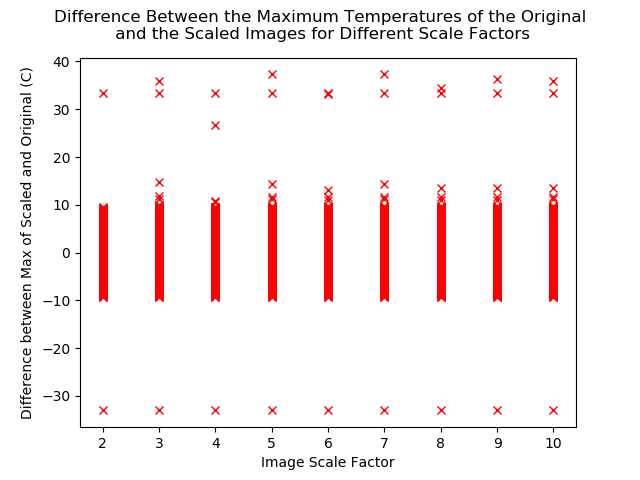 Difference Between the Maximum Temperatures of the Original
and the Scaled Images for Different Scale Factors
Difference between Max of Scaled and Original (C)
40
30
20
10
0
−10
−20
−30
2 3 4 5 6 7 8 9 10
Image Scale Factor